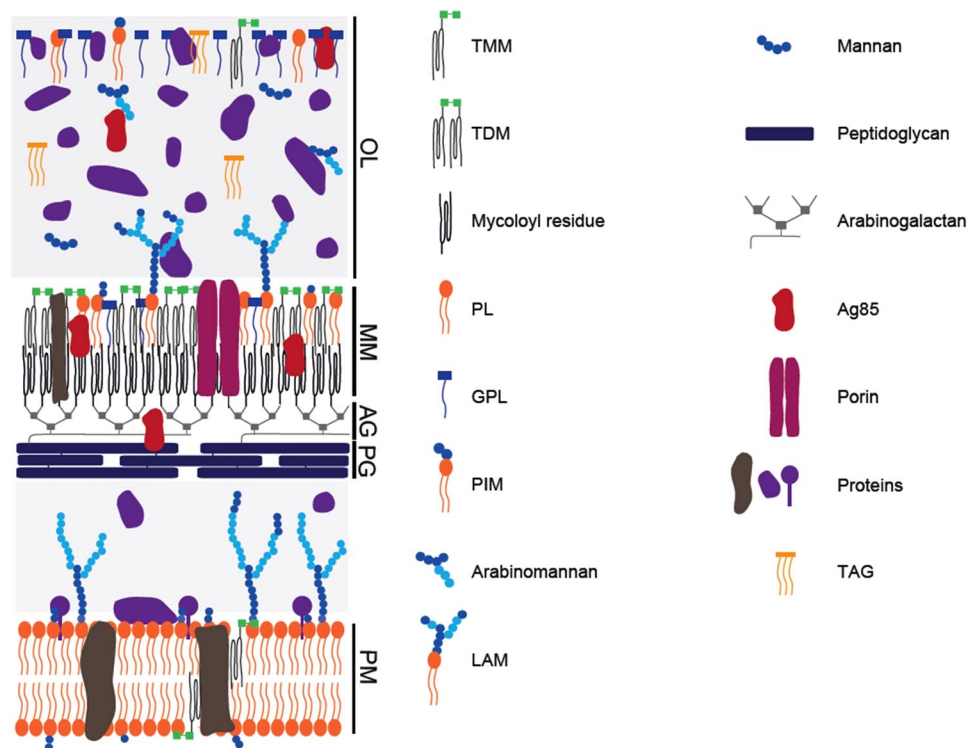 OL
MM
AG
PG
PM
TMM
TDM
Mycoloyl residue
PL
GPL
PIM
Arabinomannan
LAM
Mannan
Peptidoglycan
Arabinogalactan
Ag85
Porin
Proteins
TAG